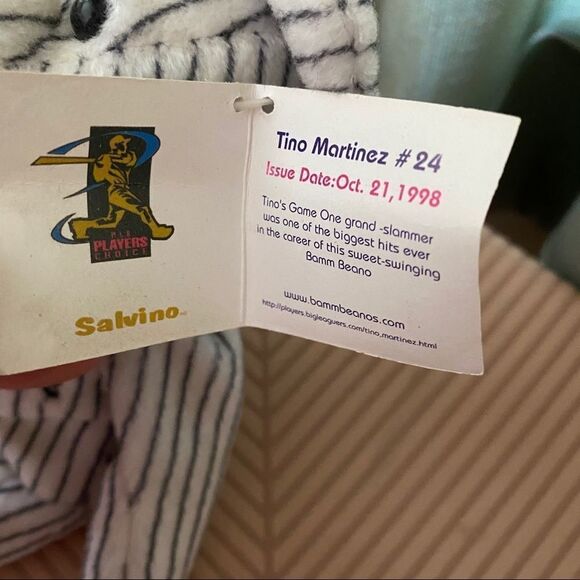 MLB
PLAYERS
CHOICE
Salvino
Tino Martinez #24
Issue Date:Oct. 21,1998
Tino's Game One grand -slammer
was one of the biggest hits ever
in the career of this sweet-swinging
Bamm Beano
www.bammbeanos.com
http://players.bigleaguers.com/tino_martinez.html